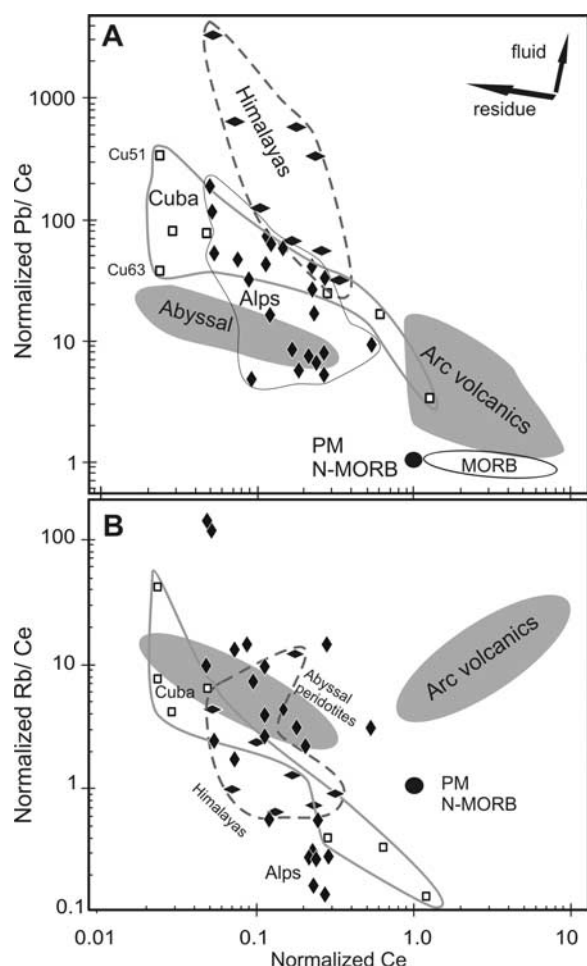 A
fluid
residue
1000
Himalayas
Cu51
Cuba
100
Cu63
Alps
Abyssal
10
Arc volcanics
PM
N-MORB
MORB
1
Normalized Pb/ Ce
B
100
Arc volcanics
10
Cuba
Abyssal
peridotites
PM
N-MORB
1
Himalayas
Alps
0.1
Normalized Rb/ Ce
0.01
0.1
1.0
10
Normalized Ce